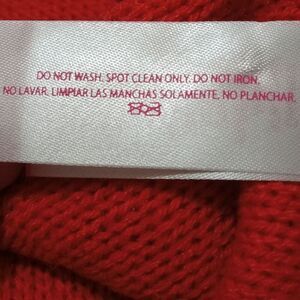 DO NOT WASH. SPOT CLEAN ONLY. DO NOT IRON.
NO LAVAR. LIMPIAR LAS MANCHAS SOLAMENTE. NO PLANCHAR